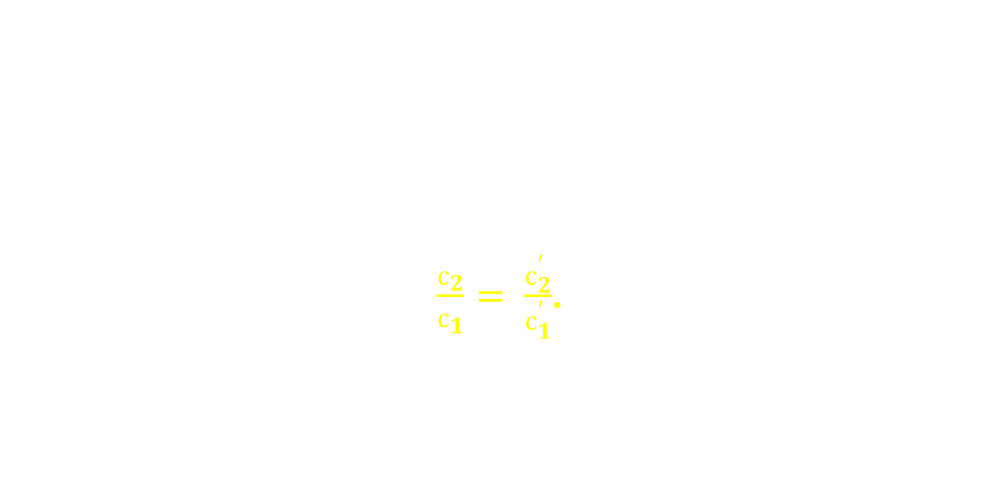 c₂/c₁ = c₂′/c₁′.